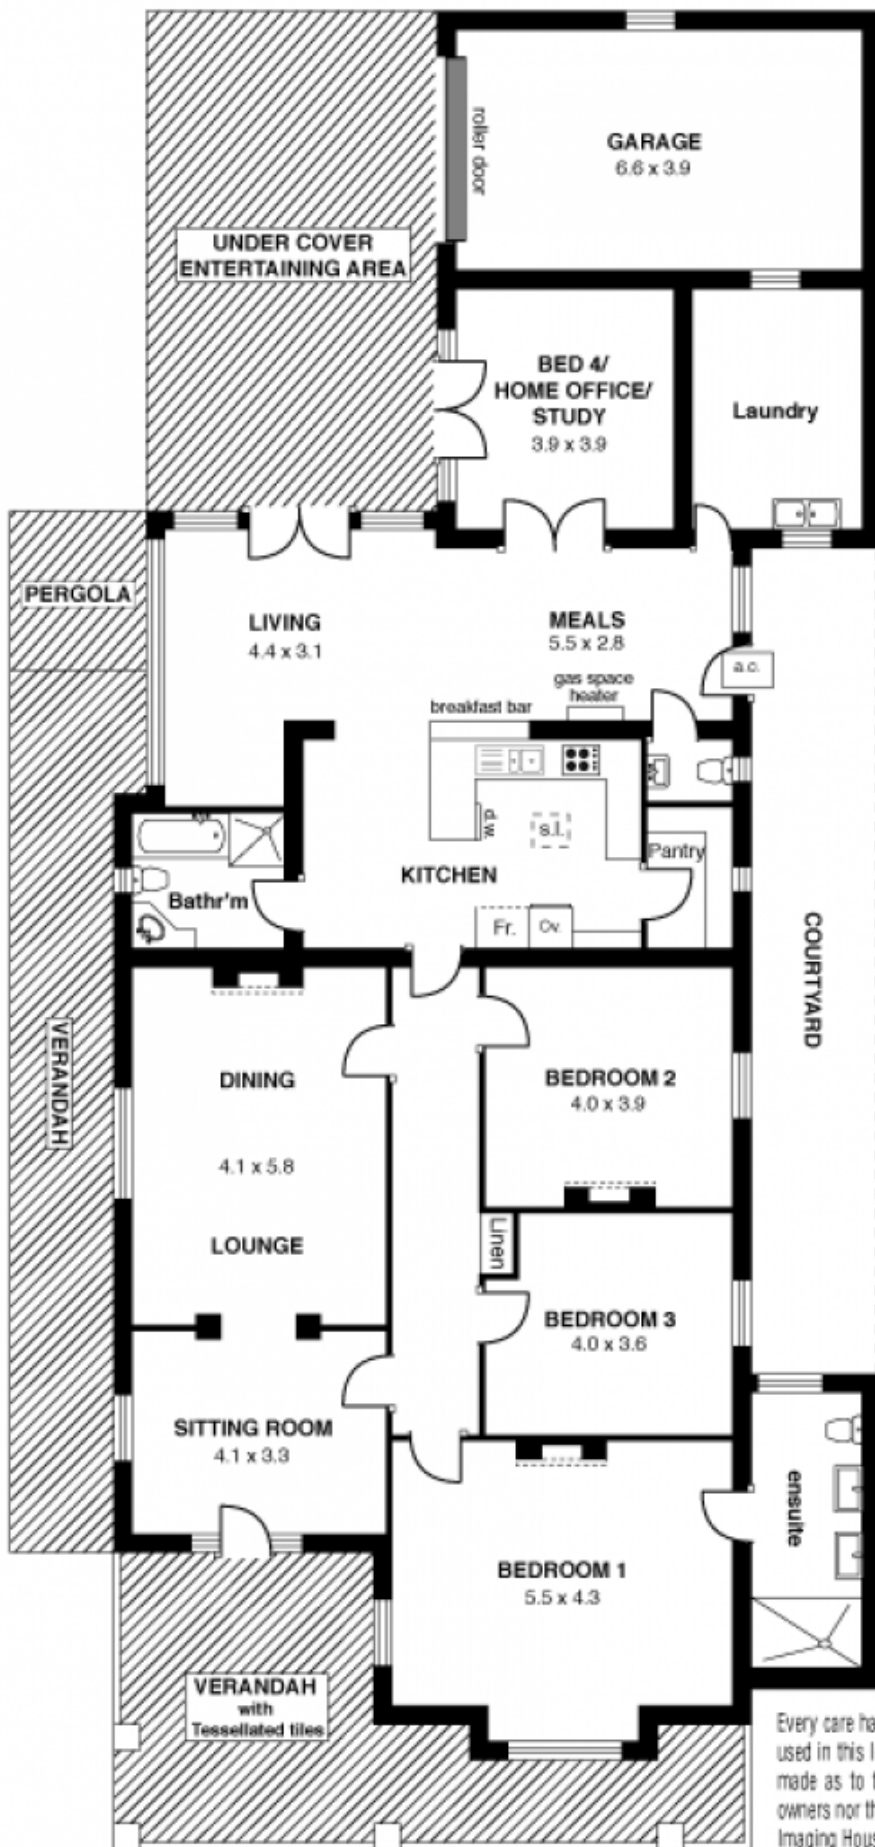 GARAGE
6.6 x 3.9
roller door
UNDER COVER
ENTERTAINING AREA
BED 4/
HOME OFFICE/
STUDY
3.9 x 3.9
Laundry
PERGOLA
LIVING
4.4 x 3.1
MEALS
5.5 x 2.8
a.c.
gas space
heater
breakfast bar
d.w.
s.l.
Pantry
KITCHEN
Bathr'm
Fr.
Ov.
COURTYARD
VERANDAH
DINING
4.1 x 5.8
LOUNGE
BEDROOM 2
4.0 x 3.9
Linen
BEDROOM 3
4.0 x 3.6
SITTING ROOM
4.1 x 3.3
ensuite
BEDROOM 1
5.5 x 4.3
VERANDAH
with
Tessellated tiles
Every care ha
used in this l
made as to t
owners nor th
Imaging Hous